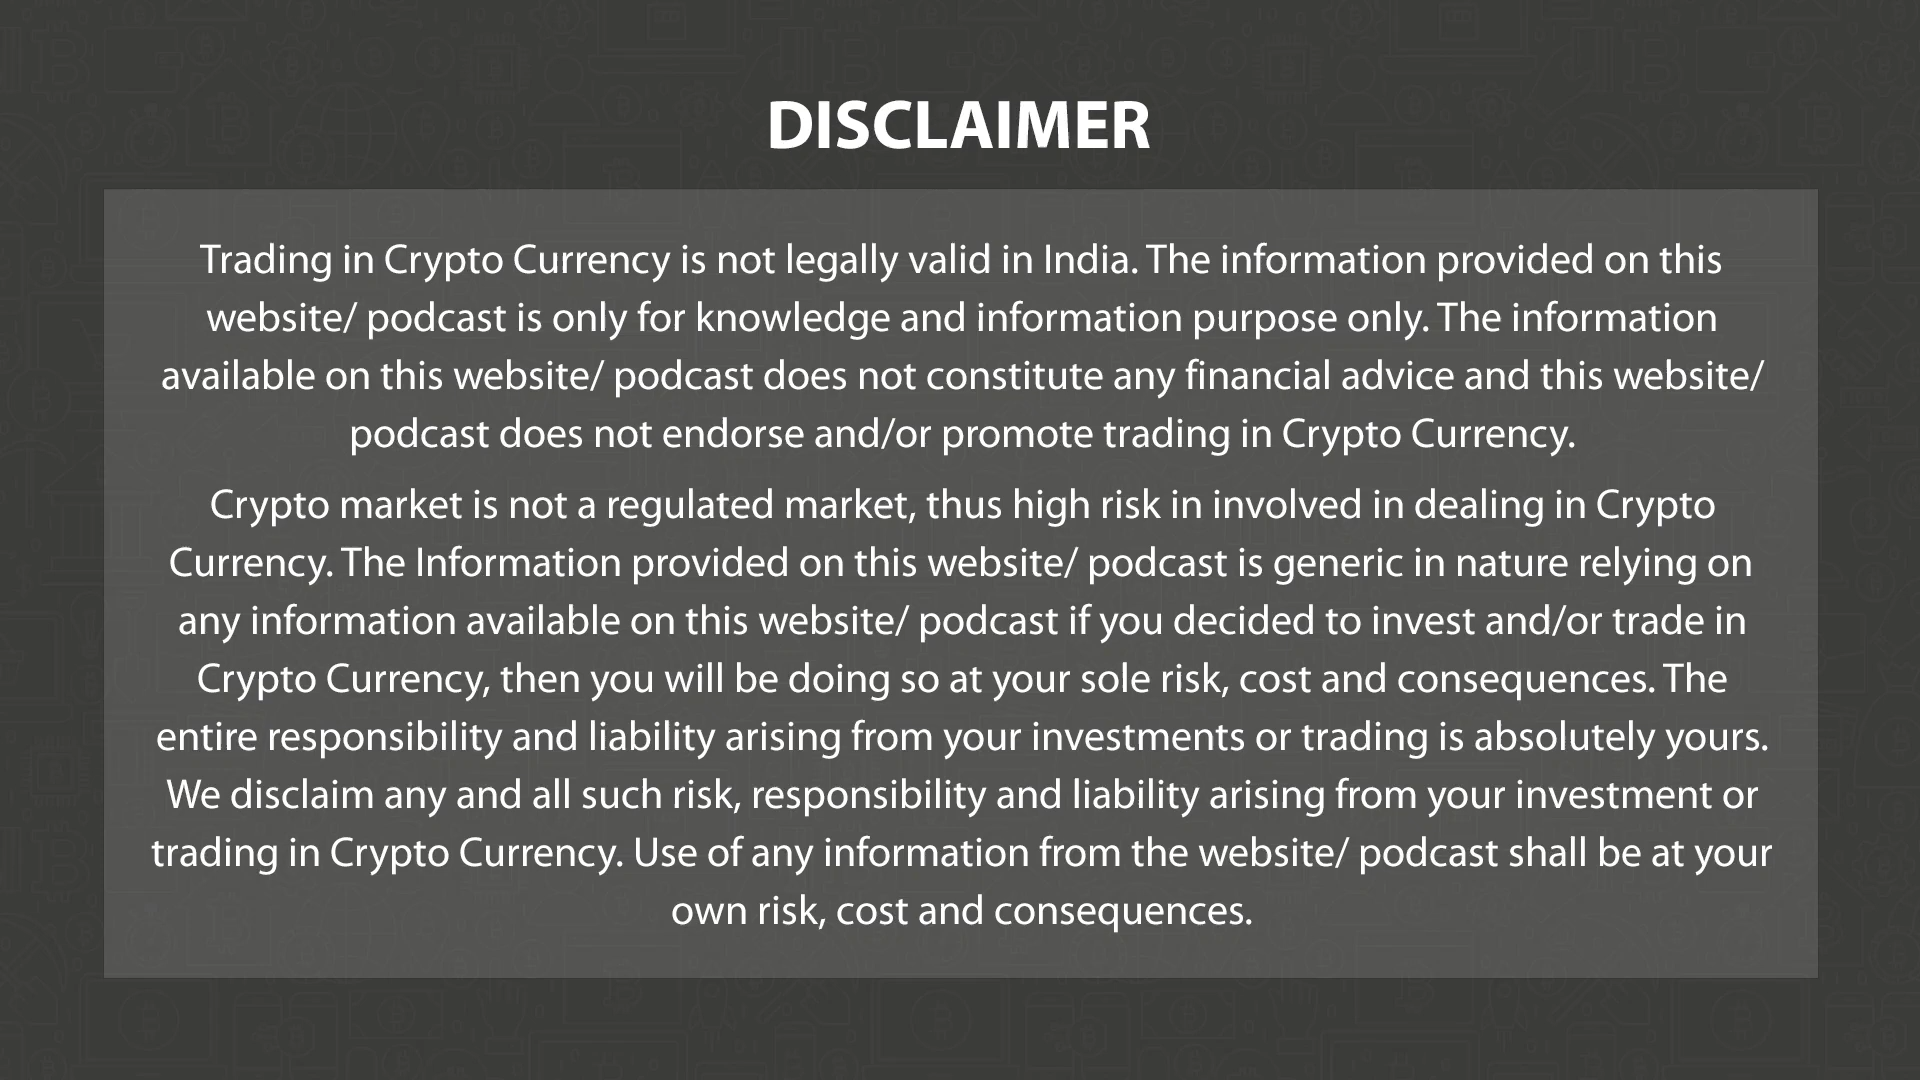 DISCLAIMER
Trading in Crypto Currency is not legally valid in India. The information provided on this
website/ podcast is only for knowledge and information purpose only. The information
available on this website/ podcast does not constitute any financial advice and this website/
podcast does not endorse and/or promote trading in Crypto Currency.
Crypto market is not a regulated market, thus high risk in involved in dealing in Crypto
Currency. The Information provided on this website/ podcast is generic in nature relying on
any information available on this website/ podcast if you decided to invest and/or trade in
Crypto Currency, then you will be doing so at your sole risk, cost and consequences. The
entire responsibility and liability arising from your investments or trading is absolutely yours.
We disclaim any and all such risk, responsibility and liability arising from your investment or
trading in Crypto Currency. Use of any information from the website/ podcast shall be at your
own risk, cost and consequences.